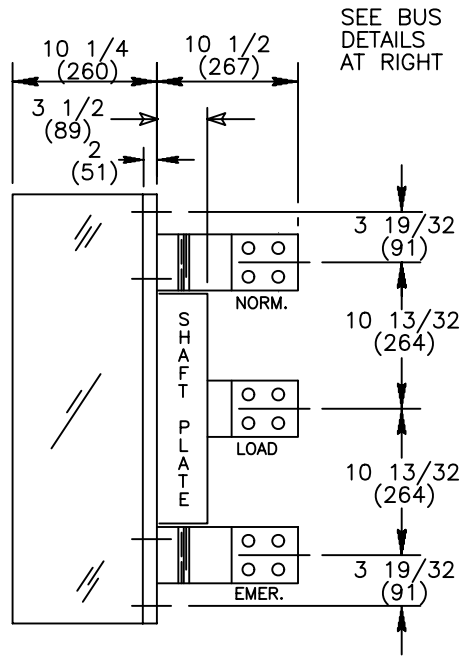 SEE BUS
DETAILS
AT RIGHT
10 1/4
(260)
10 1/2
(267)
3 1/2
(89)
2
(51)
3 19/32
(91)
NORM.
10 13/32
(264)
SHAFT PLATE
LOAD
10 13/32
(264)
3 19/32
(91)
EMER.